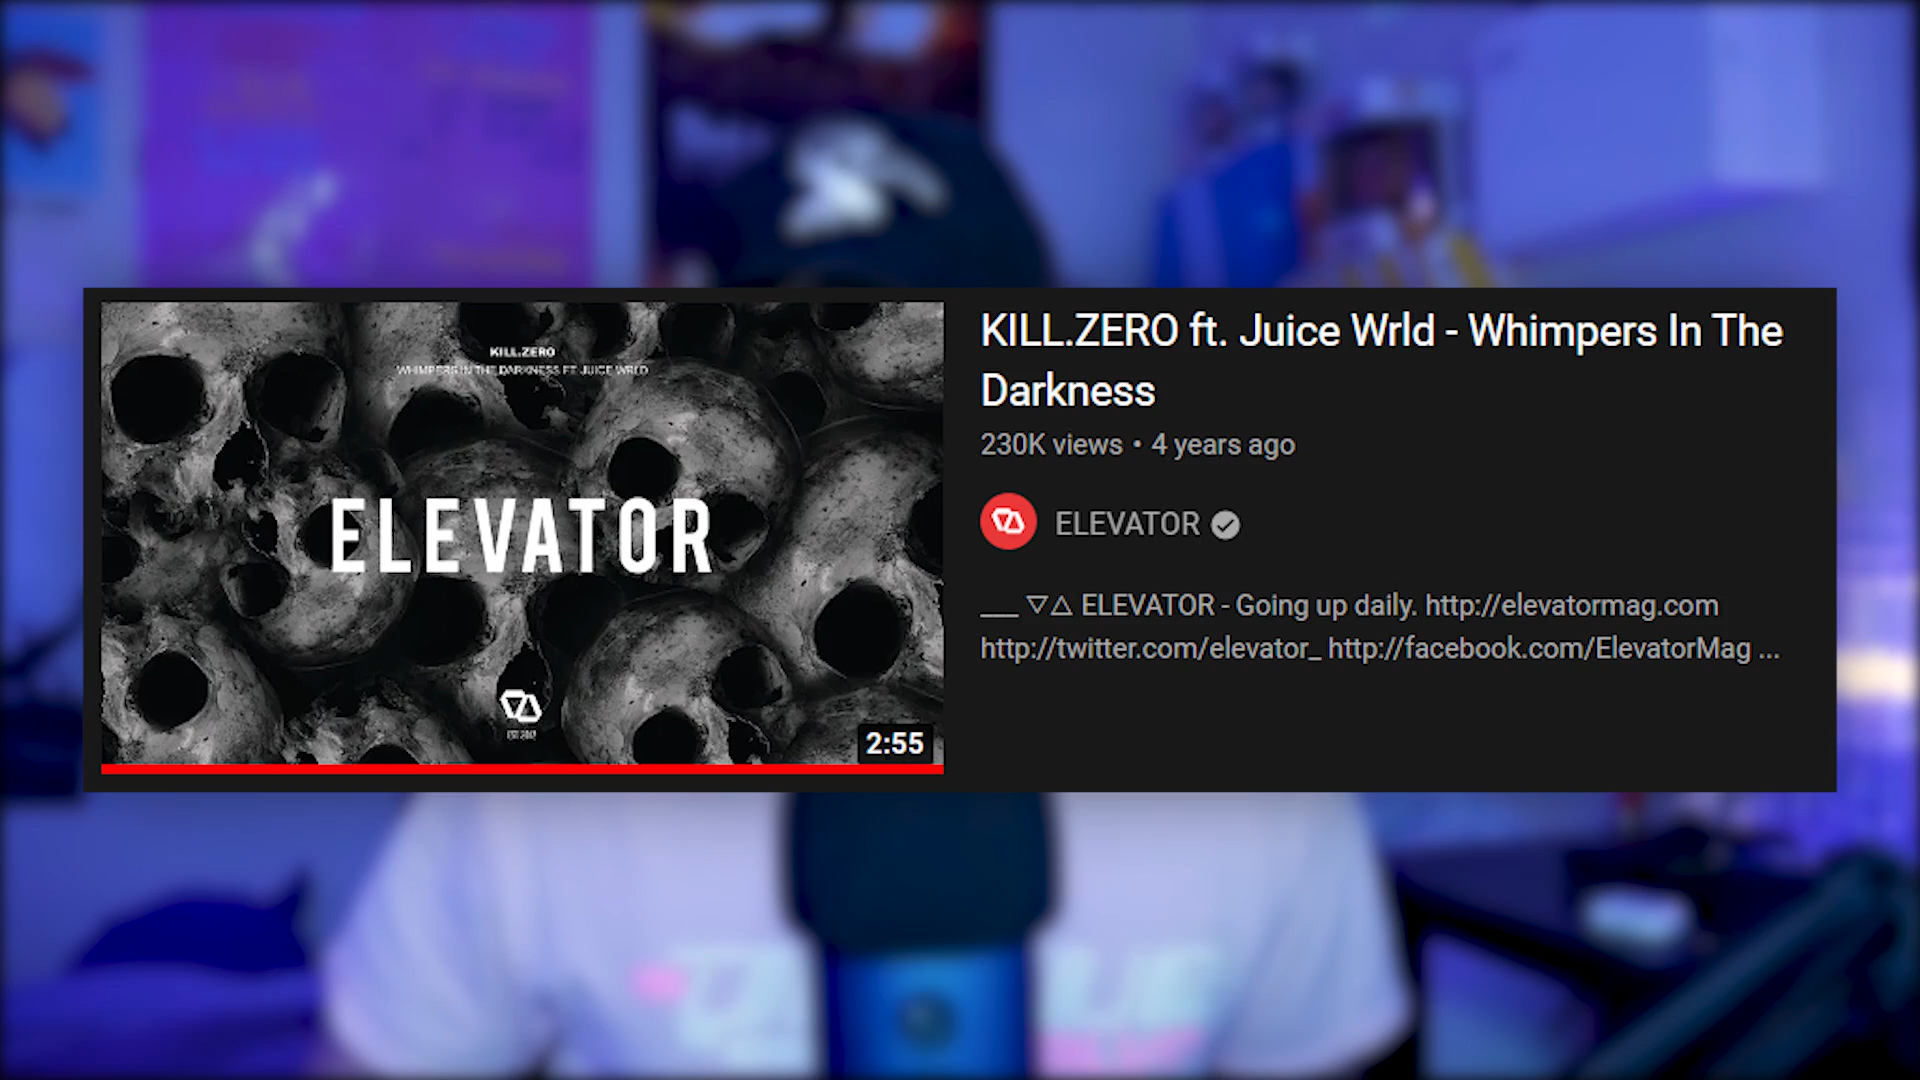 KILL.ZERO
WHIMPERS IN THE DARKNESS FT. JUICE WRLD
ELEVATOR
2:55
KILL.ZERO ft. Juice Wrld - Whimpers In The
Darkness
230K views • 4 years ago
ELEVATOR
___ ▽△ ELEVATOR - Going up daily. http://elevatormag.com
http://twitter.com/elevator_ http://facebook.com/ElevatorMag ...